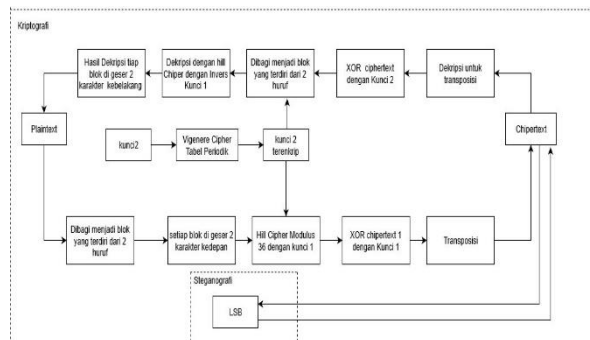 Kriptografi
Hasil Dekripsi tiap
blok di geser 2
karakter kebelakang
Dekripsi dengan hill
Chiper dengan Invers
Kunci 1
Dibagi menjadi blok
yang terdiri dari 2
huruf
XOR ciphertext
dengan Kunci 2
Dekripsi untuk
transposisi
Plaintext
kunci2
Vigenere Cipher
Tabel Periodik
kunci 2
terenkrip
Chipertext
Dibagi menjadi blok
yang terdiri dari 2
huruf
setiap blok di geser 2
karakter kedepan
Hill Cipher Modulus
36 dengan kunci 1
XOR chipertext 1
dengan Kunci 1
Transposisi
Steganografi
LSB